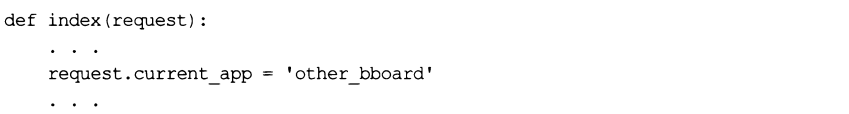 def index(request):
    . . .
    request.current_app = 'other_bboard'
    . . .